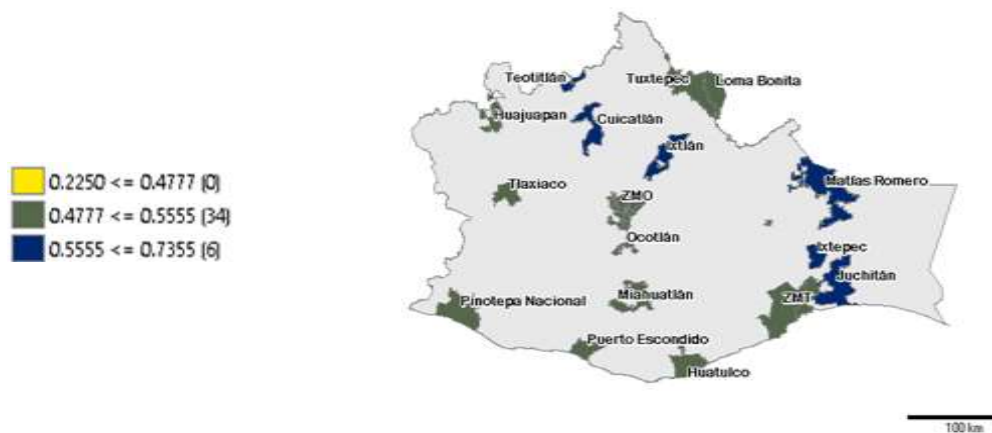 Teotitlán
Tuxtepec
Loma Bonita
Huajuapan
Cuicatlán
Ixtlán
0.2250 <= 0.4777 (0)
0.4777 <= 0.5555 (34)
0.5555 <= 0.7355 (6)
Tlaxiaco
ZMO
Matías Romero
Ocotlán
Ixtepec
Juchitán
Pinotepa Nacional
Miahuatlán
ZMT
Puerto Escondido
Huatulco
100 km